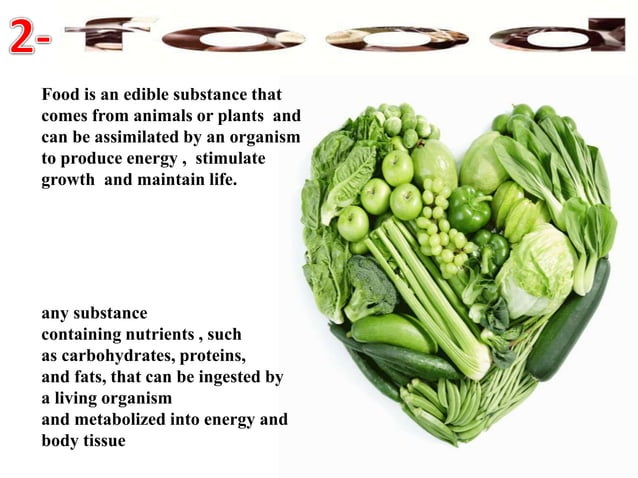 2- food
Food is an edible substance that
comes from animals or plants and
can be assimilated by an organism
to produce energy , stimulate
growth and maintain life.
any substance
containing nutrients , such
as carbohydrates, proteins,
and fats, that can be ingested by
a living organism
and metabolized into energy and
body tissue